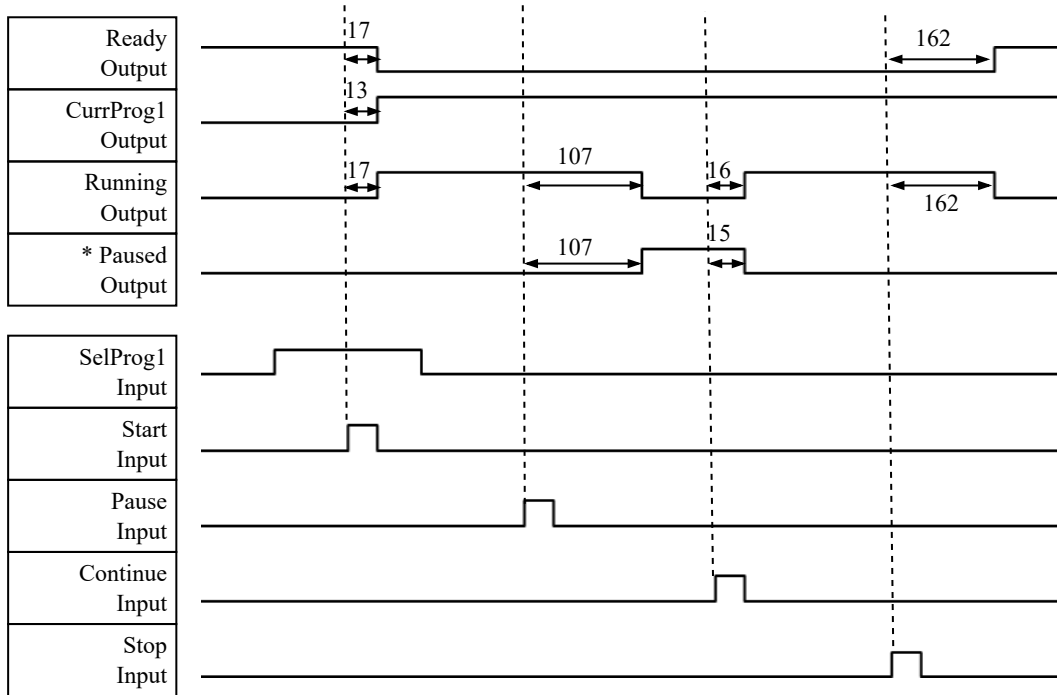 Ready
Output
17
162
CurrProg1
Output
13
Running
Output
17
107
16
162
* Paused
Output
107
15
SelProg1
Input
Start
Input
Pause
Input
Continue
Input
Stop
Input